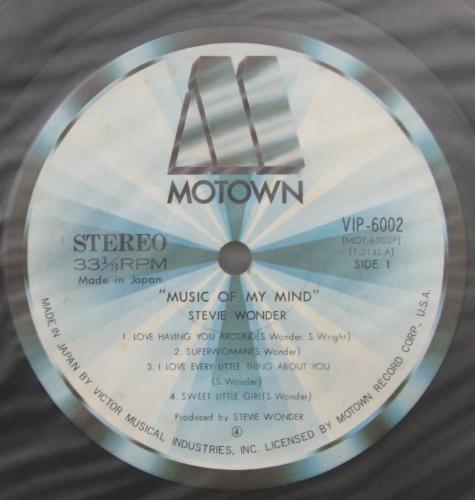 MOTOWN
STEREO
33⅓RPM
Made in Japan
VIP-6002
[MOT-6002P]
(T-314L-A)
SIDE 1
"MUSIC OF MY MIND"
STEVIE WONDER
1. LOVE HAVING YOU AROUND(S. Wonder. S. Wright)
2. SUPERWOMAN(S. Wonder)
3. I LOVE EVERY LITTLE THING ABOUT YOU
(S. Wonder)
4. SWEET LITTLE GIRL(S. Wonder)
Produced by STEVIE WONDER
④
MADE IN JAPAN BY VICTOR MUSICAL INDUSTRIES, INC. LICENSED BY MOTOWN RECORD CORP., U.S.A.